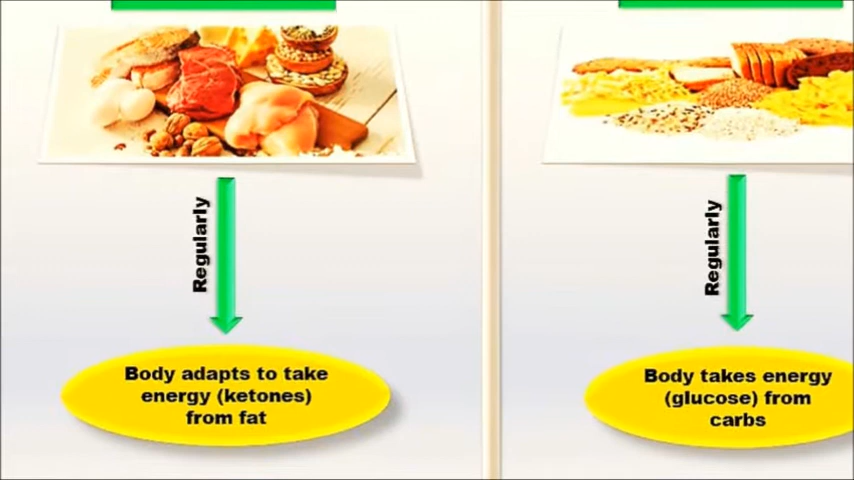 Regularly
Body adapts to take
energy (ketones)
from fat
Regularly
Body takes energy
(glucose) from
carbs